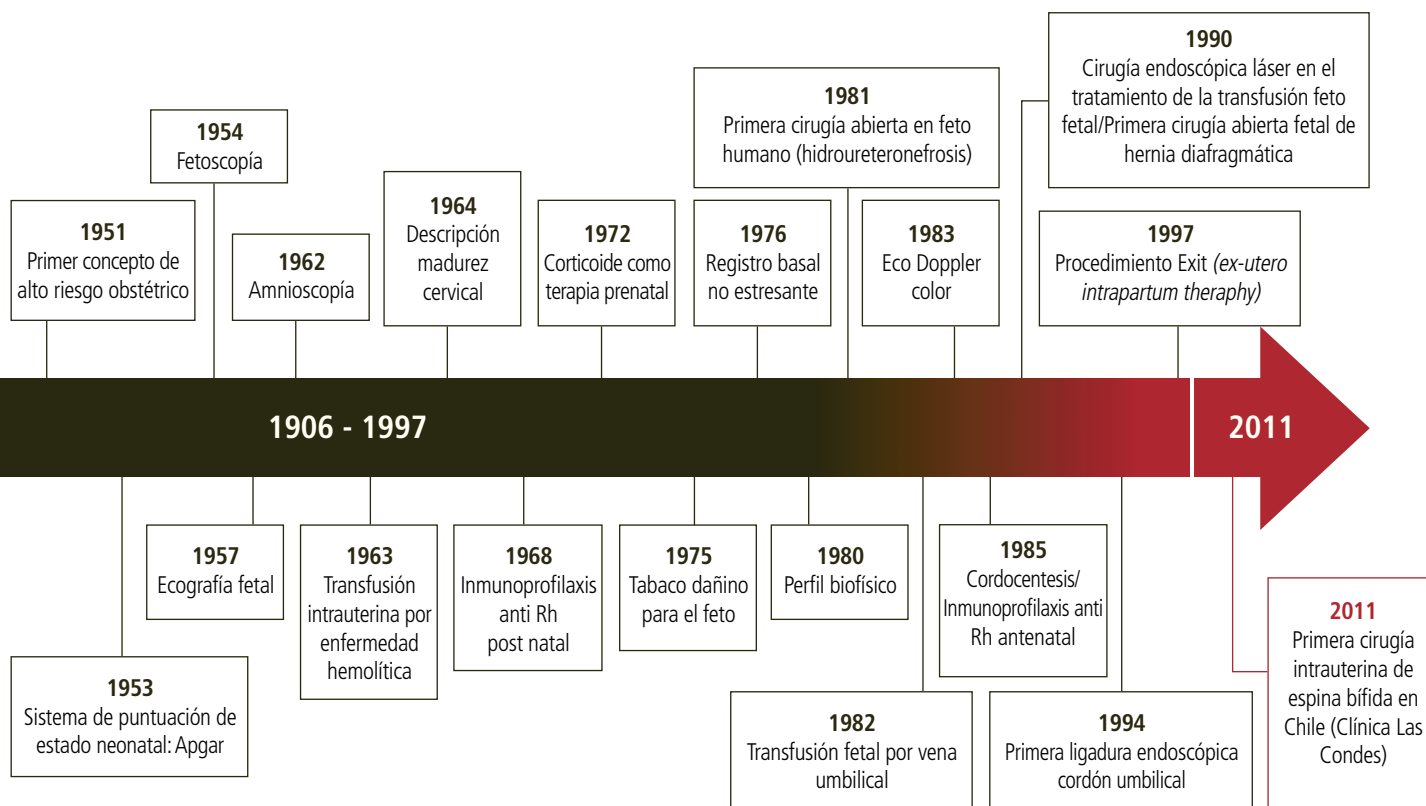 1951
Primer concepto de
alto riesgo obstétrico
1954
Fetoscopía
1962
Amnioscopía
1964
Descripción
madurez
cervical
1972
Corticoide como
terapia prenatal
1976
Registro basal
no estresante
1981
Primera cirugía abierta en feto
humano (hidroureteronefrosis)
1983
Eco Doppler
color
1990
Cirugía endoscópica láser en el
tratamiento de la transfusión feto
fetal/Primera cirugía abierta fetal de
hernia diafragmática
1997
Procedimiento Exit (ex-utero
intrapartum theraphy)
1906 - 1997
2011
1953
Sistema de puntuación de
estado neonatal: Apgar
1957
Ecografía fetal
1963
Transfusión
intrauterina por
enfermedad
hemolítica
1968
Inmunoprofilaxis
anti Rh
post natal
1975
Tabaco dañino
para el feto
1980
Perfil biofísico
1982
Transfusión fetal por vena
umbilical
1985
Cordocentesis/
Inmunoprofilaxis anti
Rh antenatal
1994
Primera ligadura endoscópica
cordón umbilical
2011
Primera cirugía
intrauterina de
espina bífida en
Chile (Clínica Las
Condes)